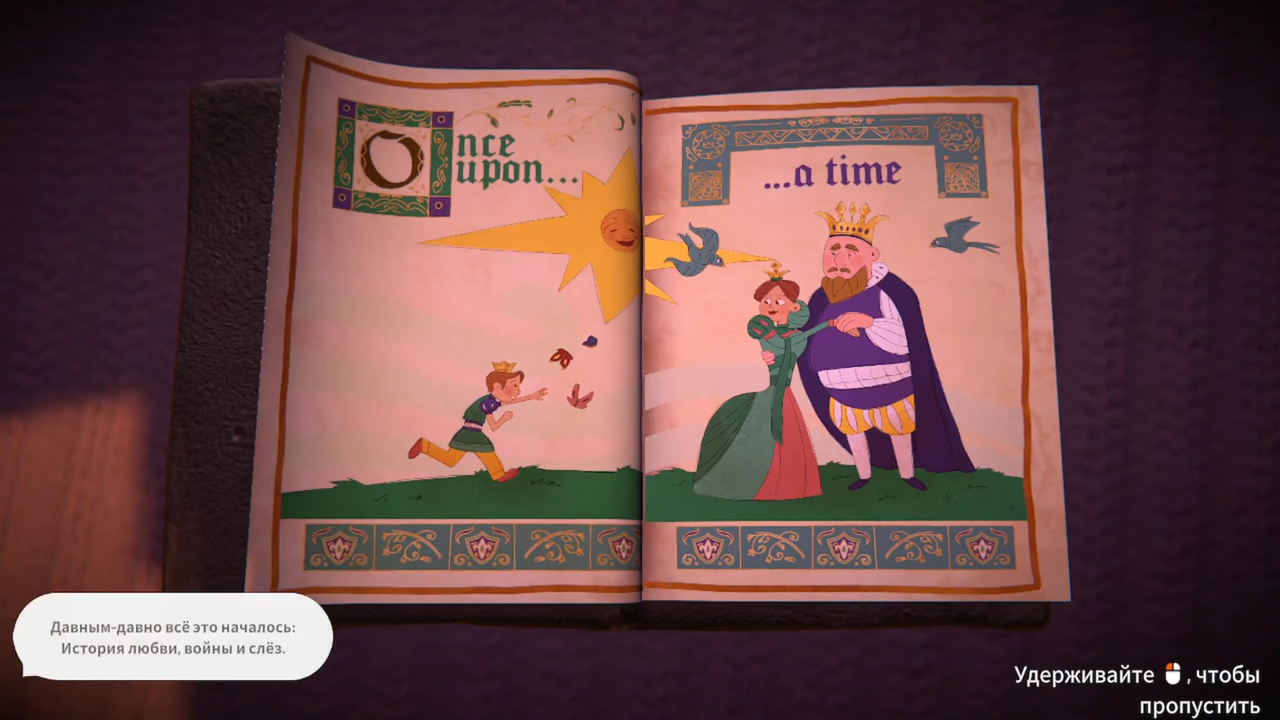 Once
upon...
...a time
Давным-давно всё это началось:
История любви, войны и слёз.
Удерживайте , чтобы
пропустить